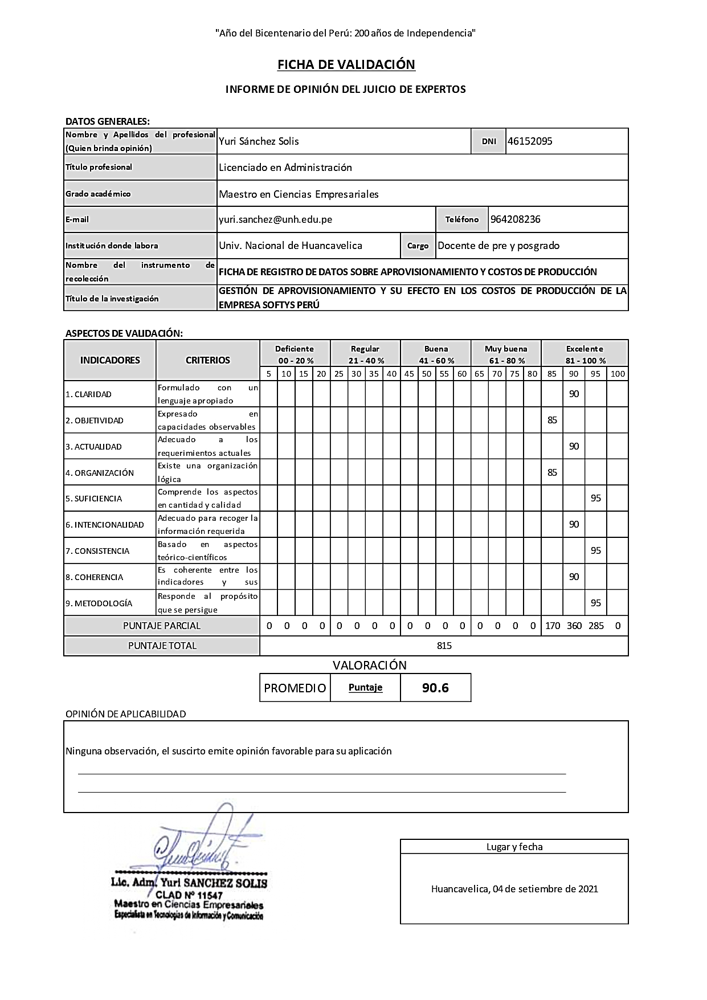 "Año del Bicentenario del Perú: 200 años de Independencia"
FICHA DE VALIDACIÓN
INFORME DE OPINIÓN DEL JUICIO DE EXPERTOS
DATOS GENERALES:
Nombre y Apellidos del profesional
(Quien brinda opinión)
Yuri Sánchez Solis
DNI
46152095
Título profesional
Licenciado en Administración
Grado académico
Maestro en Ciencias Empresariales
E-mail
yuri.sanchez@unh.edu.pe
Teléfono
964208236
Institución donde labora
Univ. Nacional de Huancavelica
Cargo
Docente de pre y posgrado
Nombre del instrumento de
recolección
FICHA DE REGISTRO DE DATOS SOBRE APROVISIONAMIENTO Y COSTOS DE PRODUCCIÓN
Título de la investigación
GESTIÓN DE APROVISIONAMIENTO Y SU EFECTO EN LOS COSTOS DE PRODUCCIÓN DE LA
EMPRESA SOFTYS PERÚ
ASPECTOS DE VALIDACIÓN:
INDICADORES
CRITERIOS
Deficiente
00 - 20 %
Regular
21 - 40 %
Buena
41 - 60 %
Muy buena
61 - 80 %
Excelente
81 - 100 %
5 10 15 20 25 30 35 40 45 50 55 60 65 70 75 80 85 90 95 100
1. CLARIDAD
Formulado con un
lenguaje apropiado
90
2. OBJETIVIDAD
Expresado en
capacidades observables
85
3. ACTUALIDAD
Adecuado a los
requerimientos actuales
90
4. ORGANIZACIÓN
Existe una organización
lógica
85
5. SUFICIENCIA
Comprende los aspectos
en cantidad y calidad
95
6. INTENCIONALIDAD
Adecuado para recoger la
información requerida
90
7. CONSISTENCIA
Basado en aspectos
teórico-científicos
95
8. COHERENCIA
Es coherente entre los
indicadores y sus
90
9. METODOLOGÍA
Responde al propósito
que se persigue
95
PUNTAJE PARCIAL
0 0 0 0 0 0 0 0 0 0 0 0 0 0 0 0 170 360 285 0
PUNTAJE TOTAL
815
VALORACIÓN
PROMEDIO
Puntaje
90.6
OPINIÓN DE APLICABILIDAD
Ninguna observación, el suscirto emite opinión favorable para su aplicación
Lic. Adm. Yuri SANCHEZ SOLIS
CLAD Nº 11547
Maestro en Ciencias Empresariales
Especialista en Tecnologías de Información y Comunicación
Lugar y fecha
Huancavelica, 04 de setiembre de 2021